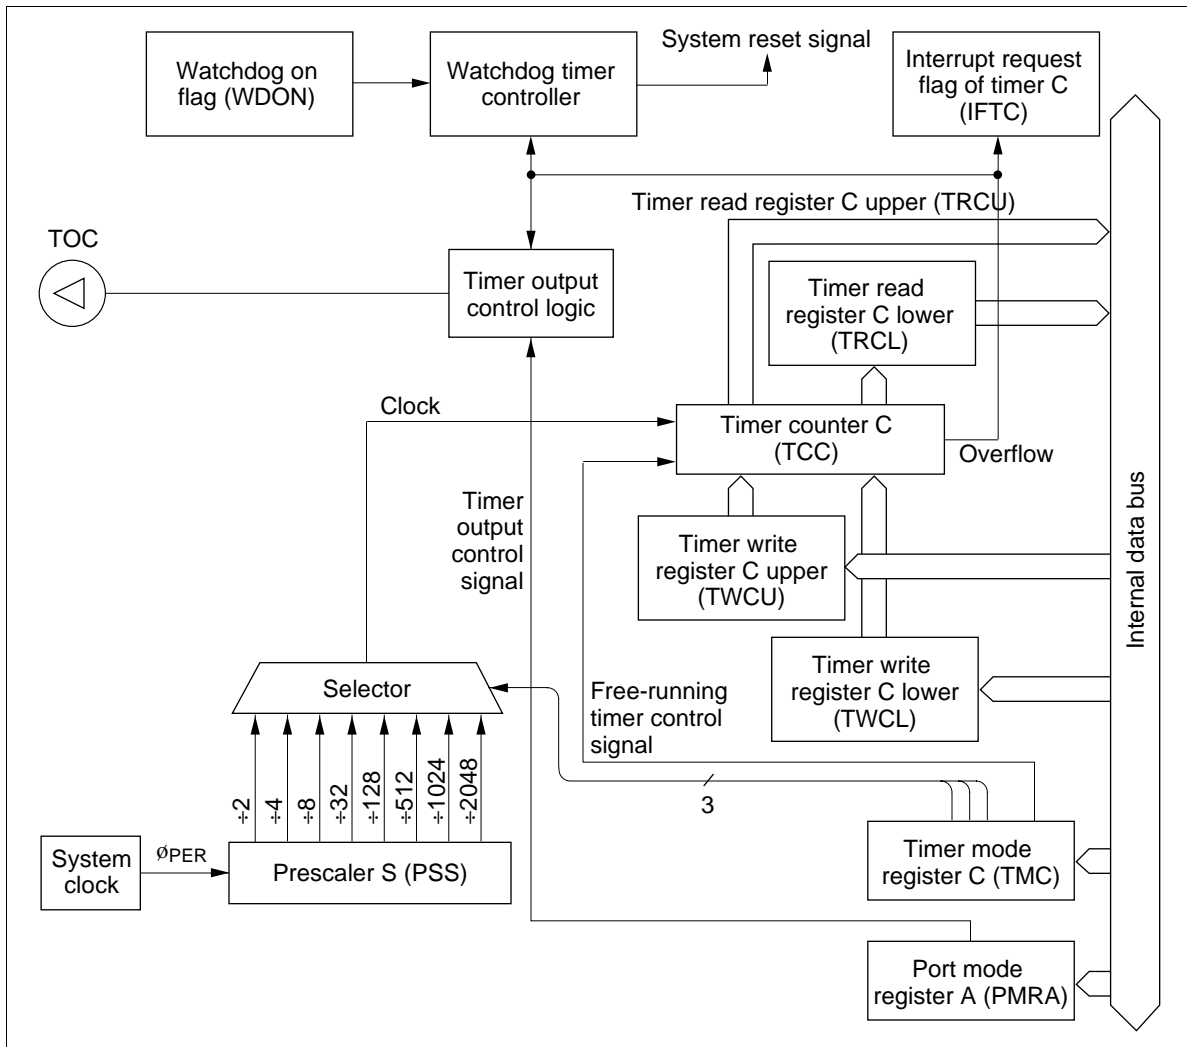 System reset signal
Watchdog on
flag (WDON)
Watchdog timer
controller
Interrupt request
flag of timer C
(IFTC)
Timer read register C upper (TRCU)
TOC
Timer output
control logic
Timer read
register C lower
(TRCL)
Clock
Timer counter C
(TCC)
Overflow
Timer
output
control
signal
Timer write
register C upper
(TWCU)
Internal data bus
Timer write
register C lower
(TWCL)
Selector
Free-running
timer control
signal
÷2
÷4
÷8
÷32
÷128
÷512
÷1024
÷2048
3
System
clock
øPER
Prescaler S (PSS)
Timer mode
register C (TMC)
Port mode
register A (PMRA)